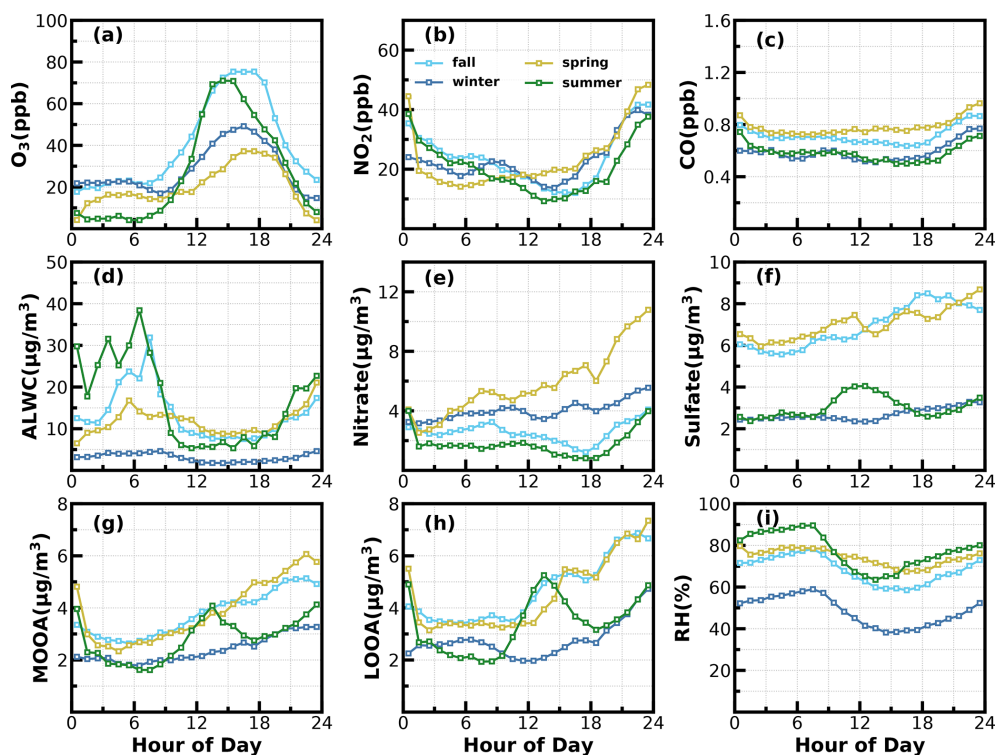 (a)
O3(ppb)
100
80
60
40
20
0
0 6 12 18 24
(b)
fall
spring
winter
summer
NO2(ppb)
60
40
20
0 6 12 18 24
(c)
CO(ppb)
1.6
1.2
0.8
0.4
0 6 12 18 24
(d)
ALWC(μg/m³)
50
40
30
20
10
0 6 12 18 24
(e)
Nitrate(μg/m³)
12
8
4
0 6 12 18 24
(f)
Sulfate(μg/m³)
10
8
6
4
2
0 6 12 18 24
(g)
MOOA(μg/m³)
8
6
4
2
0 6 12 18 24
Hour of Day
(h)
LOOA(μg/m³)
8
6
4
2
0 6 12 18 24
Hour of Day
(i)
RH(%)
100
80
60
40
20
0 6 12 18 24
Hour of Day